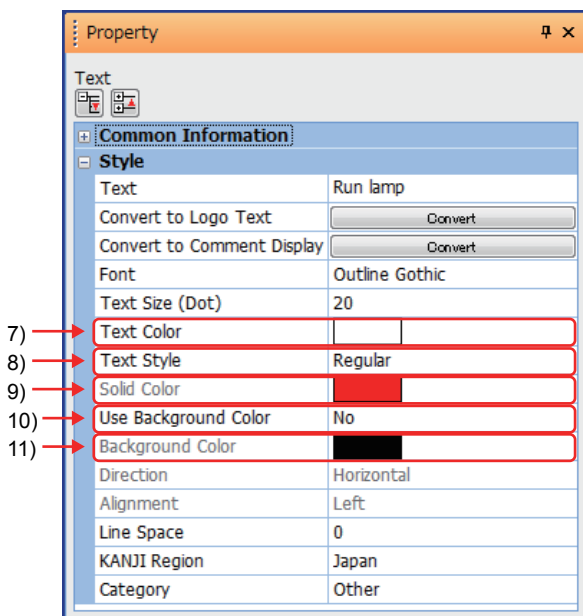 Property
Text
Common Information
Style
Text Run lamp
Convert to Logo Text Convert
Convert to Comment Display Convert
Font Outline Gothic
Text Size (Dot) 20
7) Text Color
8) Text Style Regular
9) Solid Color
10) Use Background Color No
11) Background Color
Direction Horizontal
Alignment Left
Line Space 0
KANJI Region Japan
Category Other